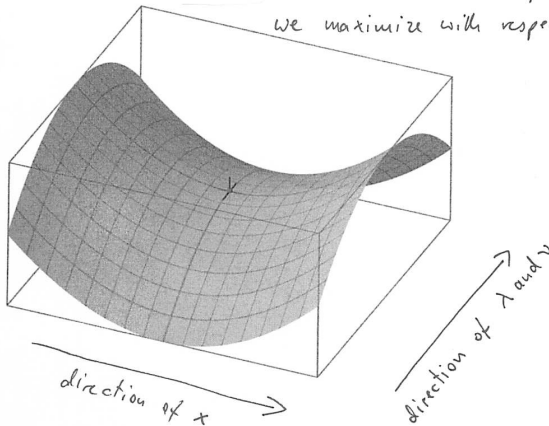 we maximize with respe
direction of x
direction of λ and ν